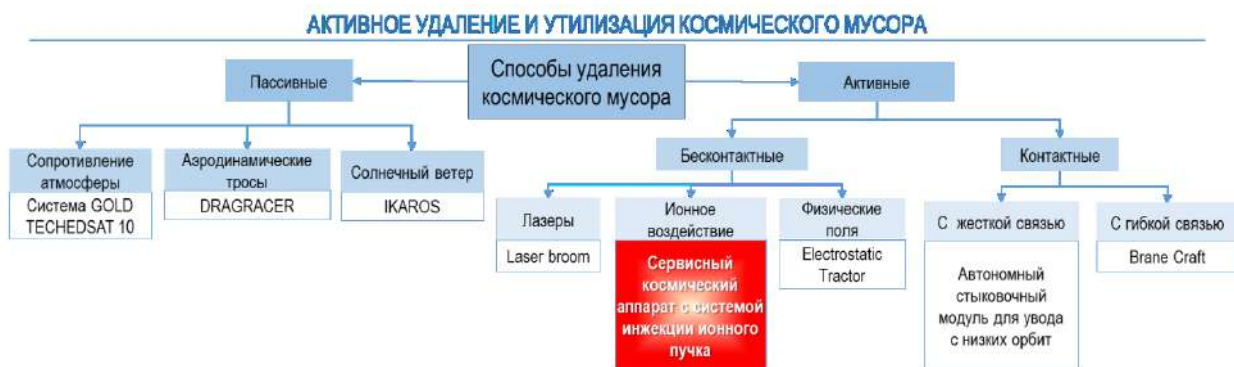 АКТИВНОЕ УДАЛЕНИЕ И УТИЛИЗАЦИЯ КОСМИЧЕСКОГО МУСОРА
Способы удаления
космического мусора
Пассивные
Активные
Сопротивление
атмосферы
Система GOLD
TECHEDSAT 10
Аэродинамические
тросы
DRAGRACER
Солнечный ветер
IKAROS
Бесконтактные
Контактные
Лазеры
Laser broom
Ионное
воздействие
Сервисный
космический
аппарат с системой
инжекции ионного
пучка
Физические
поля
Electrostatic
Tractor
С жесткой связью
Автономный
стыковочный
модуль для увода
с низких орбит
С гибкой связью
Brane Craft